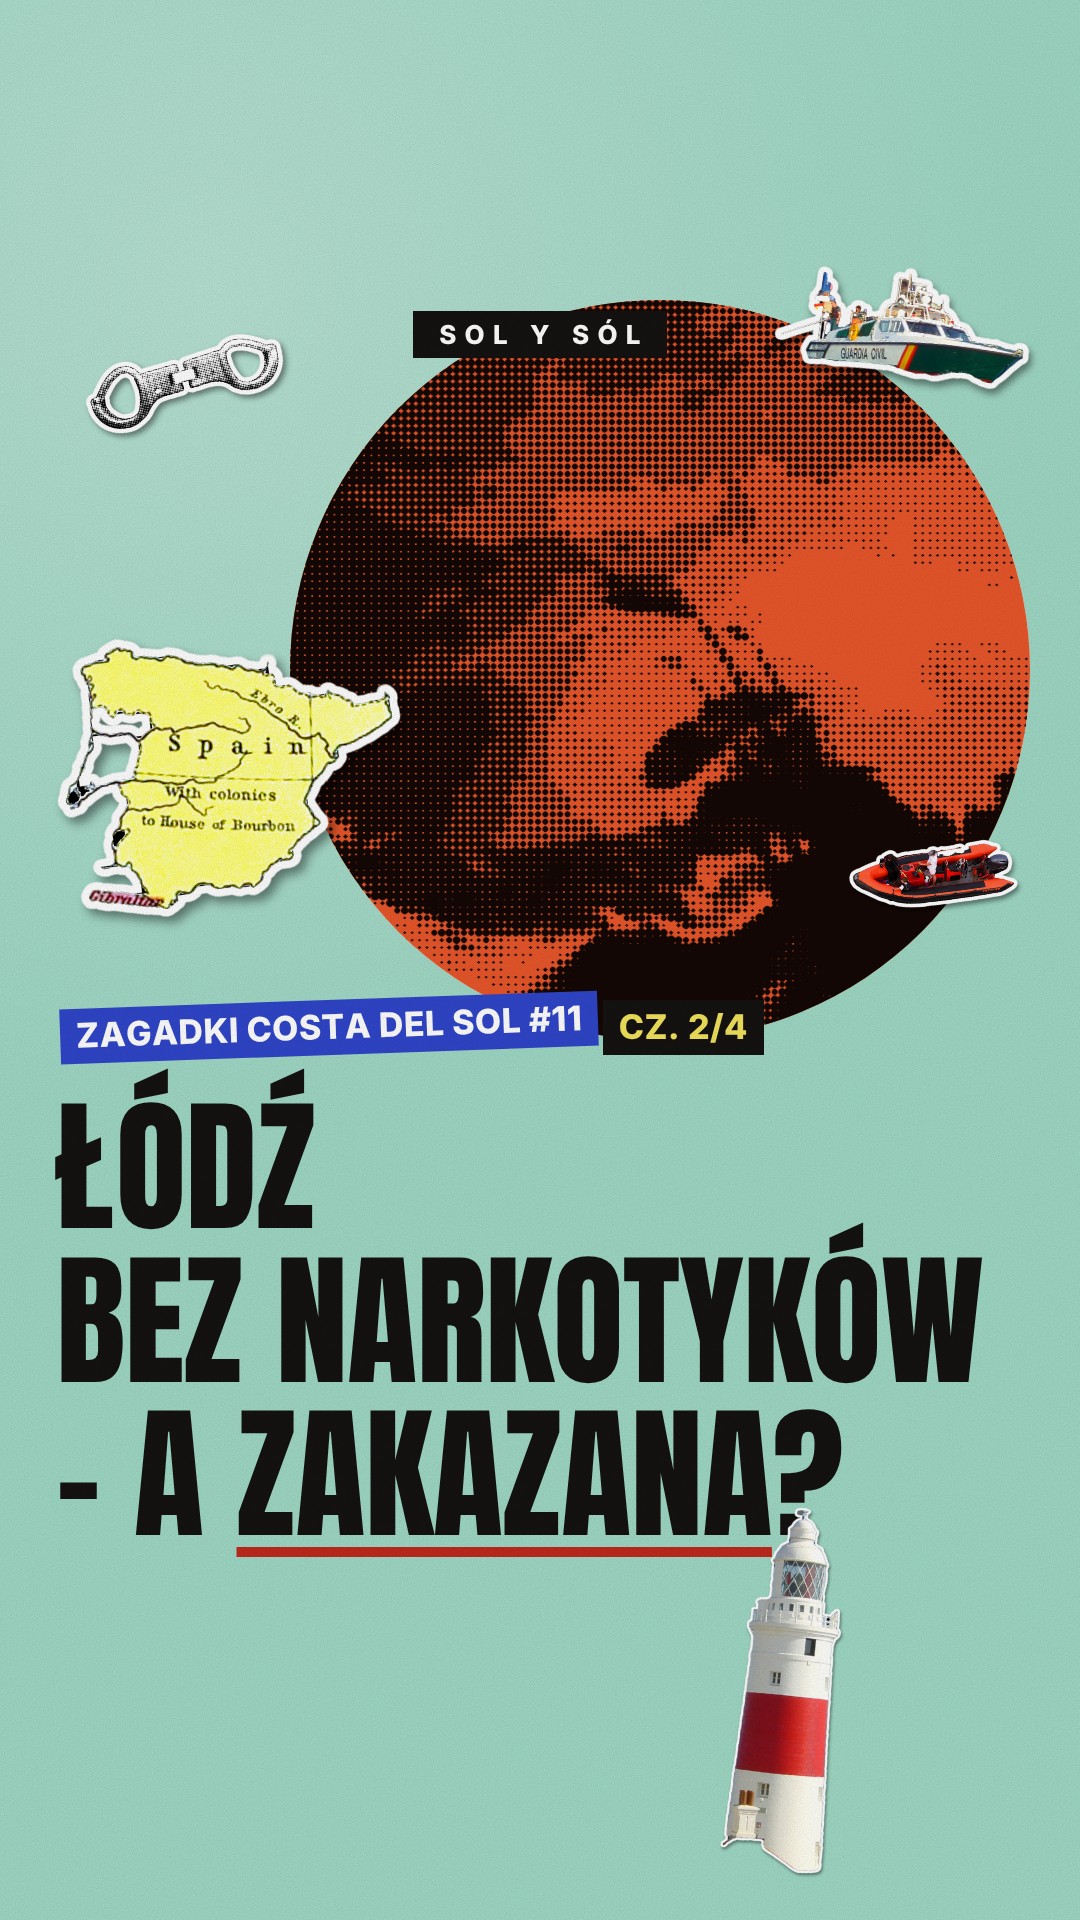 SOL Y SÓL
GUARDIA CIVIL
Ebro R.
Spain
With colonies
to House of Bourbon
Gibraltar
ZAGADKI COSTA DEL SOL #11
CZ. 2/4
ŁÓDŹ
BEZ NARKOTYKÓW
- A ZAKAZANA?